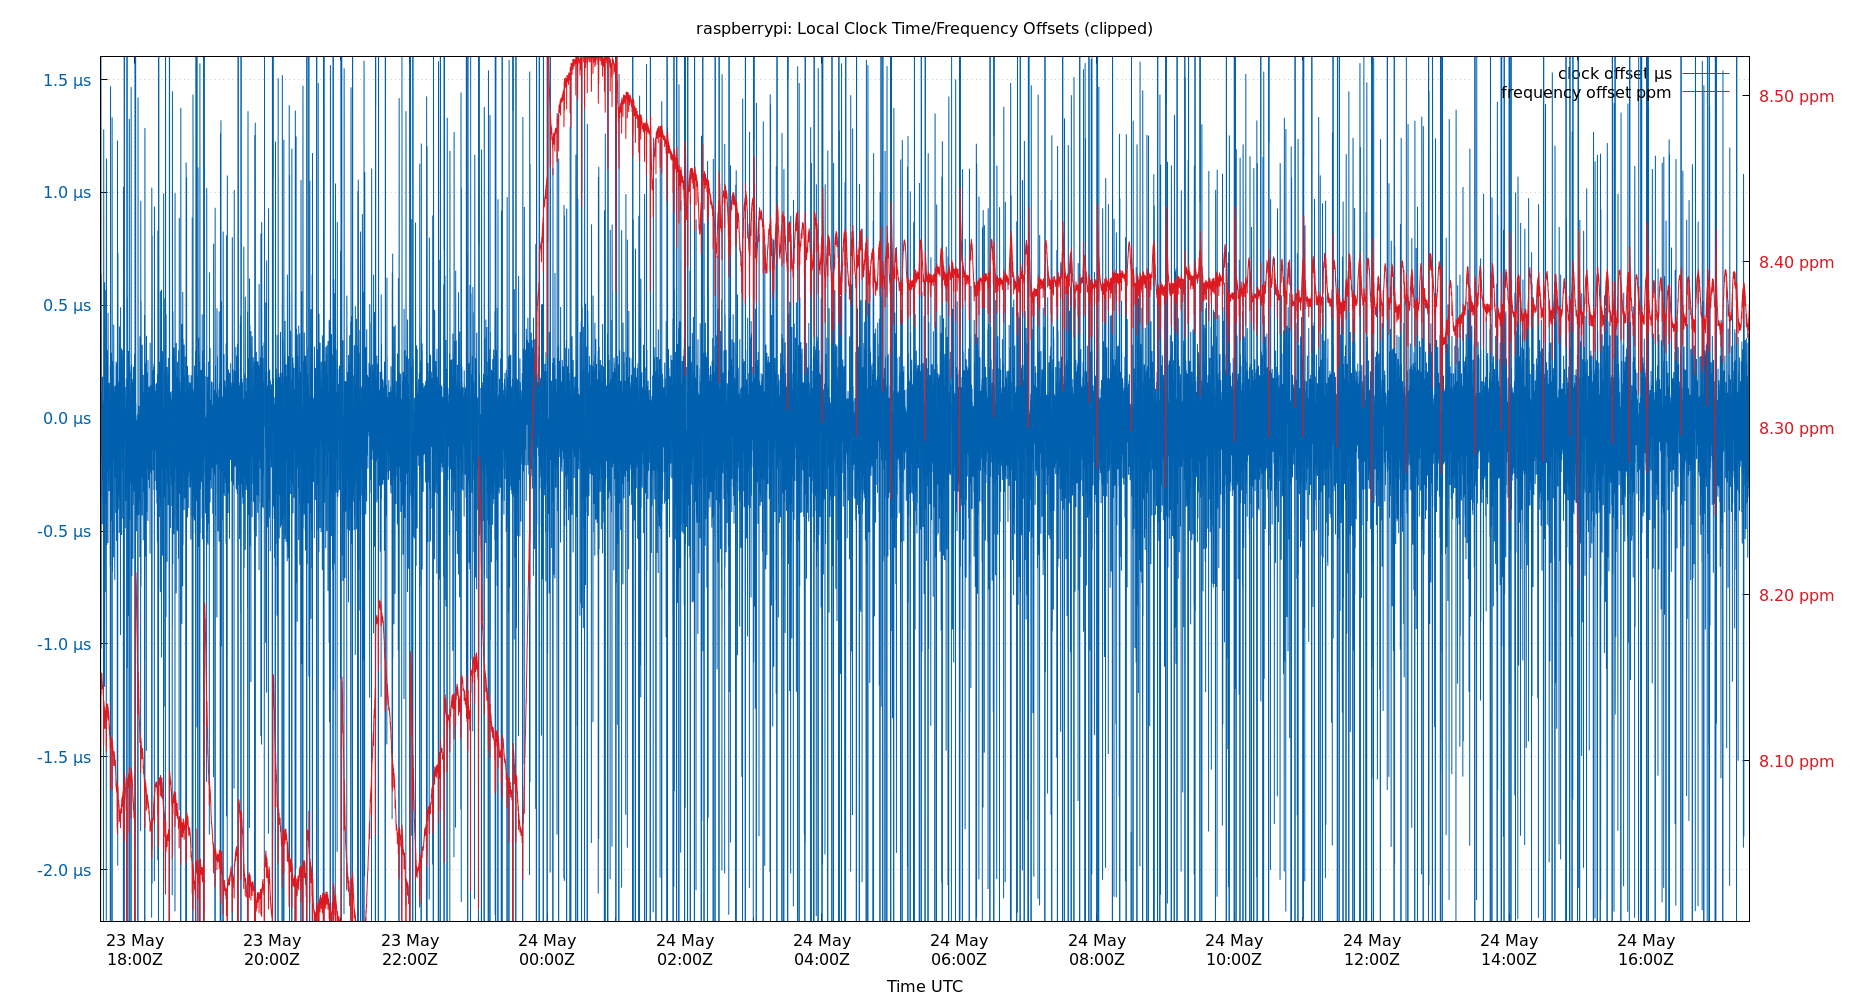 raspberrypi: Local Clock Time/Frequency Offsets (clipped)
clock offset µs
frequency offset ppm
1.5 µs
1.0 µs
0.5 µs
0.0 µs
-0.5 µs
-1.0 µs
-1.5 µs
-2.0 µs
8.50 ppm
8.40 ppm
8.30 ppm
8.20 ppm
8.10 ppm
23 May 23 May 23 May 24 May 24 May 24 May 24 May 24 May 24 May 24 May 24 May 24 May
18:00Z 20:00Z 22:00Z 00:00Z 02:00Z 04:00Z 06:00Z 08:00Z 10:00Z 12:00Z 14:00Z 16:00Z
Time UTC